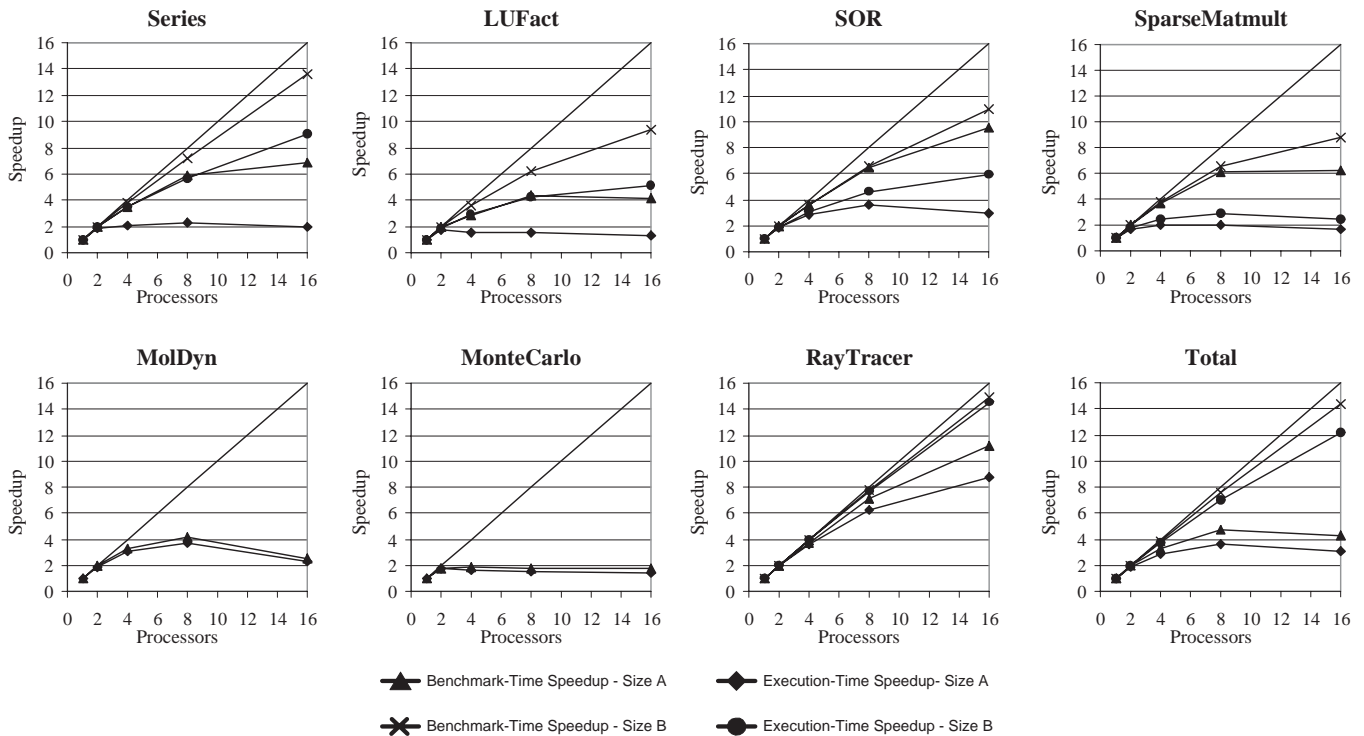 Series
LUFact
SOR
SparseMatmult
16
14
12
10
8
6
4
2
0
Speedup
0 2 4 6 8 10 12 14 16
Processors
16
14
12
10
8
6
4
2
0
Speedup
0 2 4 6 8 10 12 14 16
Processors
16
14
12
10
8
6
4
2
0
Speedup
0 2 4 6 8 10 12 14 16
Processors
16
14
12
10
8
6
4
2
0
Speedup
0 2 4 6 8 10 12 14 16
Processors
MolDyn
MonteCarlo
RayTracer
Total
16
14
12
10
8
6
4
2
0
Speedup
0 2 4 6 8 10 12 14 16
Processors
16
14
12
10
8
6
4
2
0
Speedup
0 2 4 6 8 10 12 14 16
Processors
16
14
12
10
8
6
4
2
0
Speedup
0 2 4 6 8 10 12 14 16
Processors
16
14
12
10
8
6
4
2
0
Speedup
0 2 4 6 8 10 12 14 16
Processors
Benchmark-Time Speedup - Size A
Execution-Time Speedup- Size A
Benchmark-Time Speedup - Size B
Execution-Time Speedup - Size B